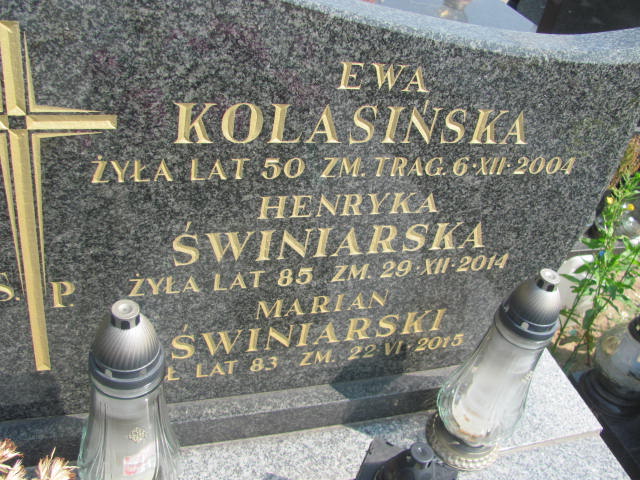 EWA
KOLASIŃSKA
ŻYŁA LAT 50 ZM. TRAG. 6·XII·2004
HENRYKA
ŚWINIARSKA
ŻYŁA LAT 85 ZM. 29·XII·2014
S. P.
MARIAN
ŚWINIARSKI
Ł LAT 83 ZM. 22·VI·2015